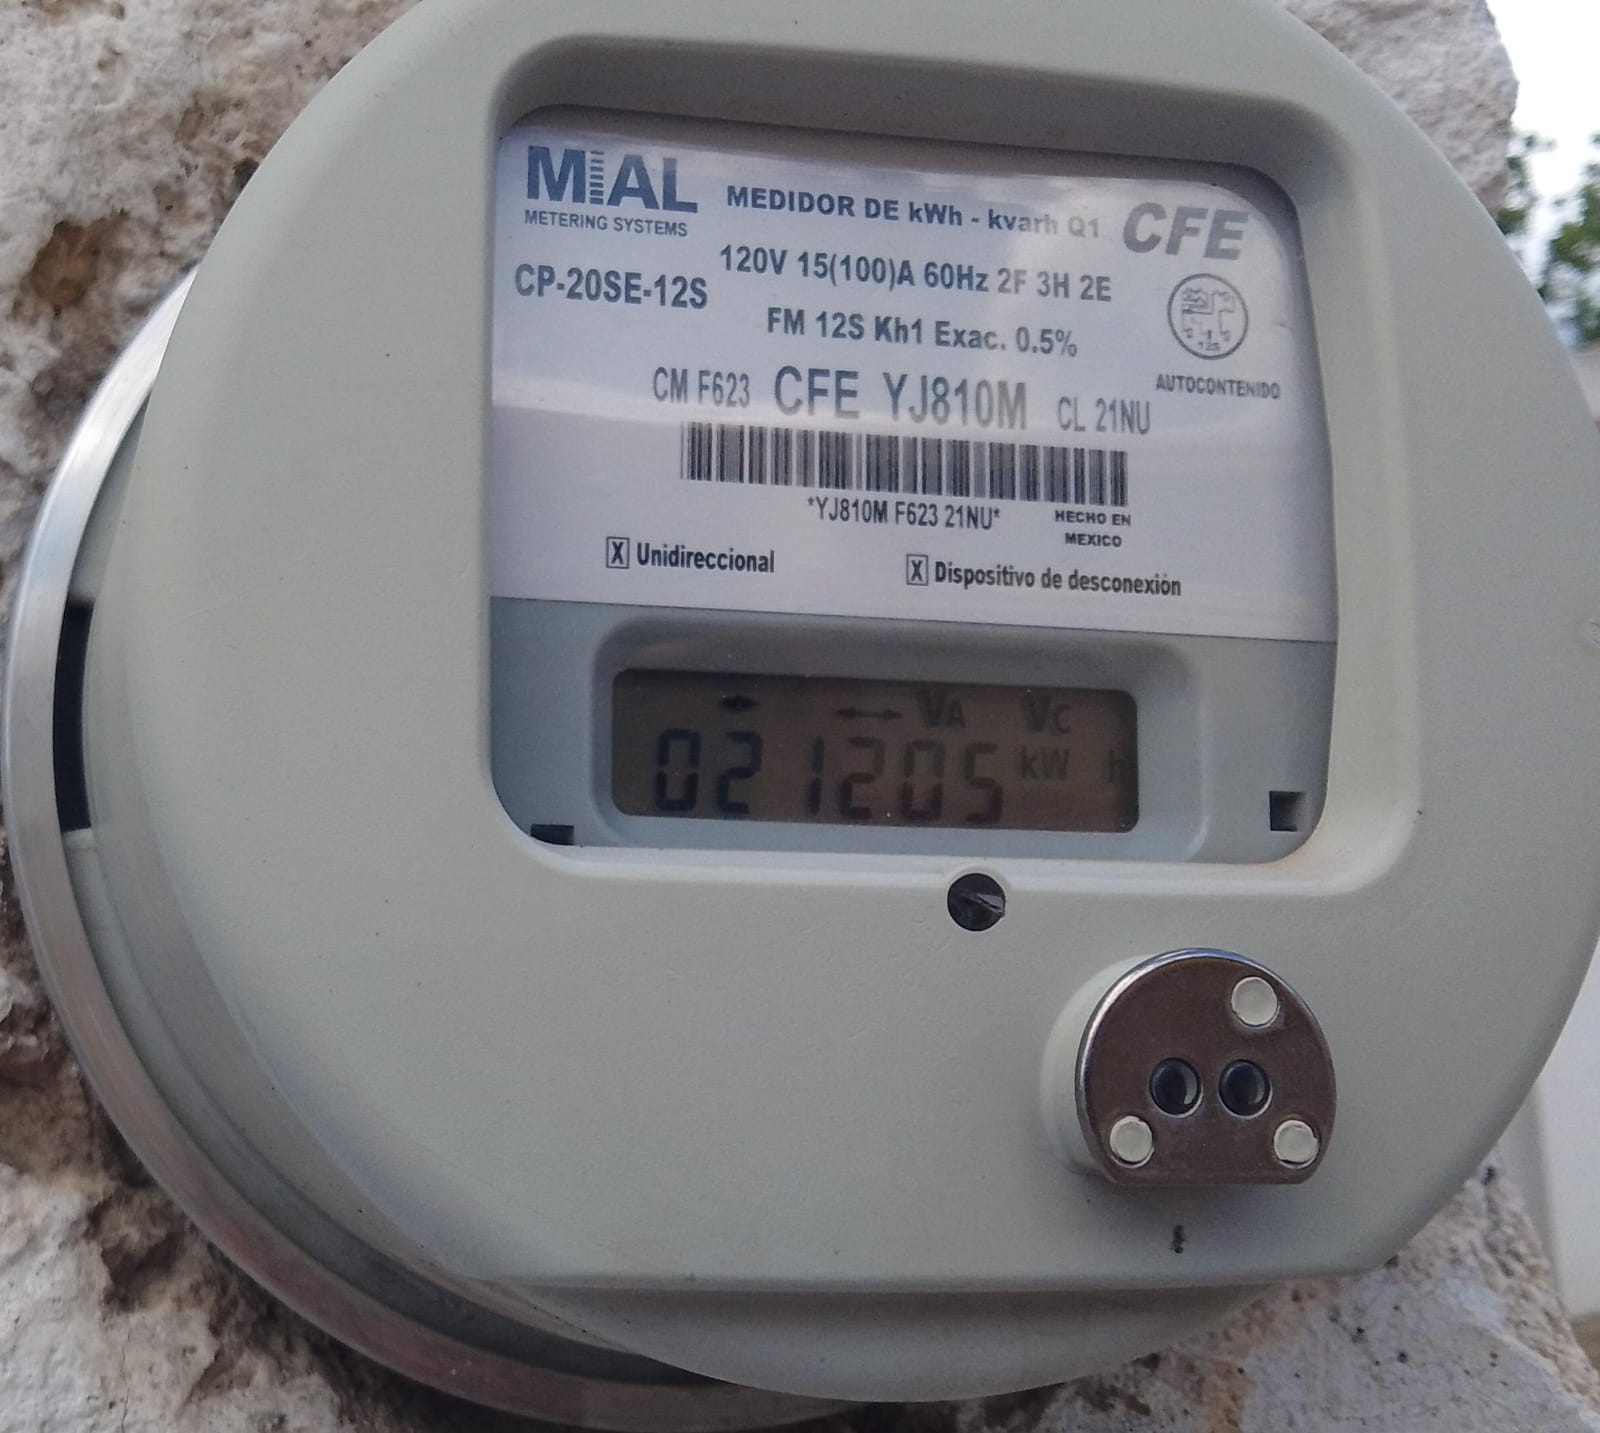 MIAL
METERING SYSTEMS
MEDIDOR DE kWh - kvarh Q1
CFE
CP-20SE-12S
120V 15(100)A 60Hz 2F 3H 2E
FM 12S Kh1 Exac. 0.5%
12S
AUTOCONTENIDO
CM F623 CFE YJ810M CL 21NU
*YJ810M F623 21NU*
HECHO EN
MEXICO
X Unidireccional
X Dispositivo de desconexión
VA VC
021205 kW h